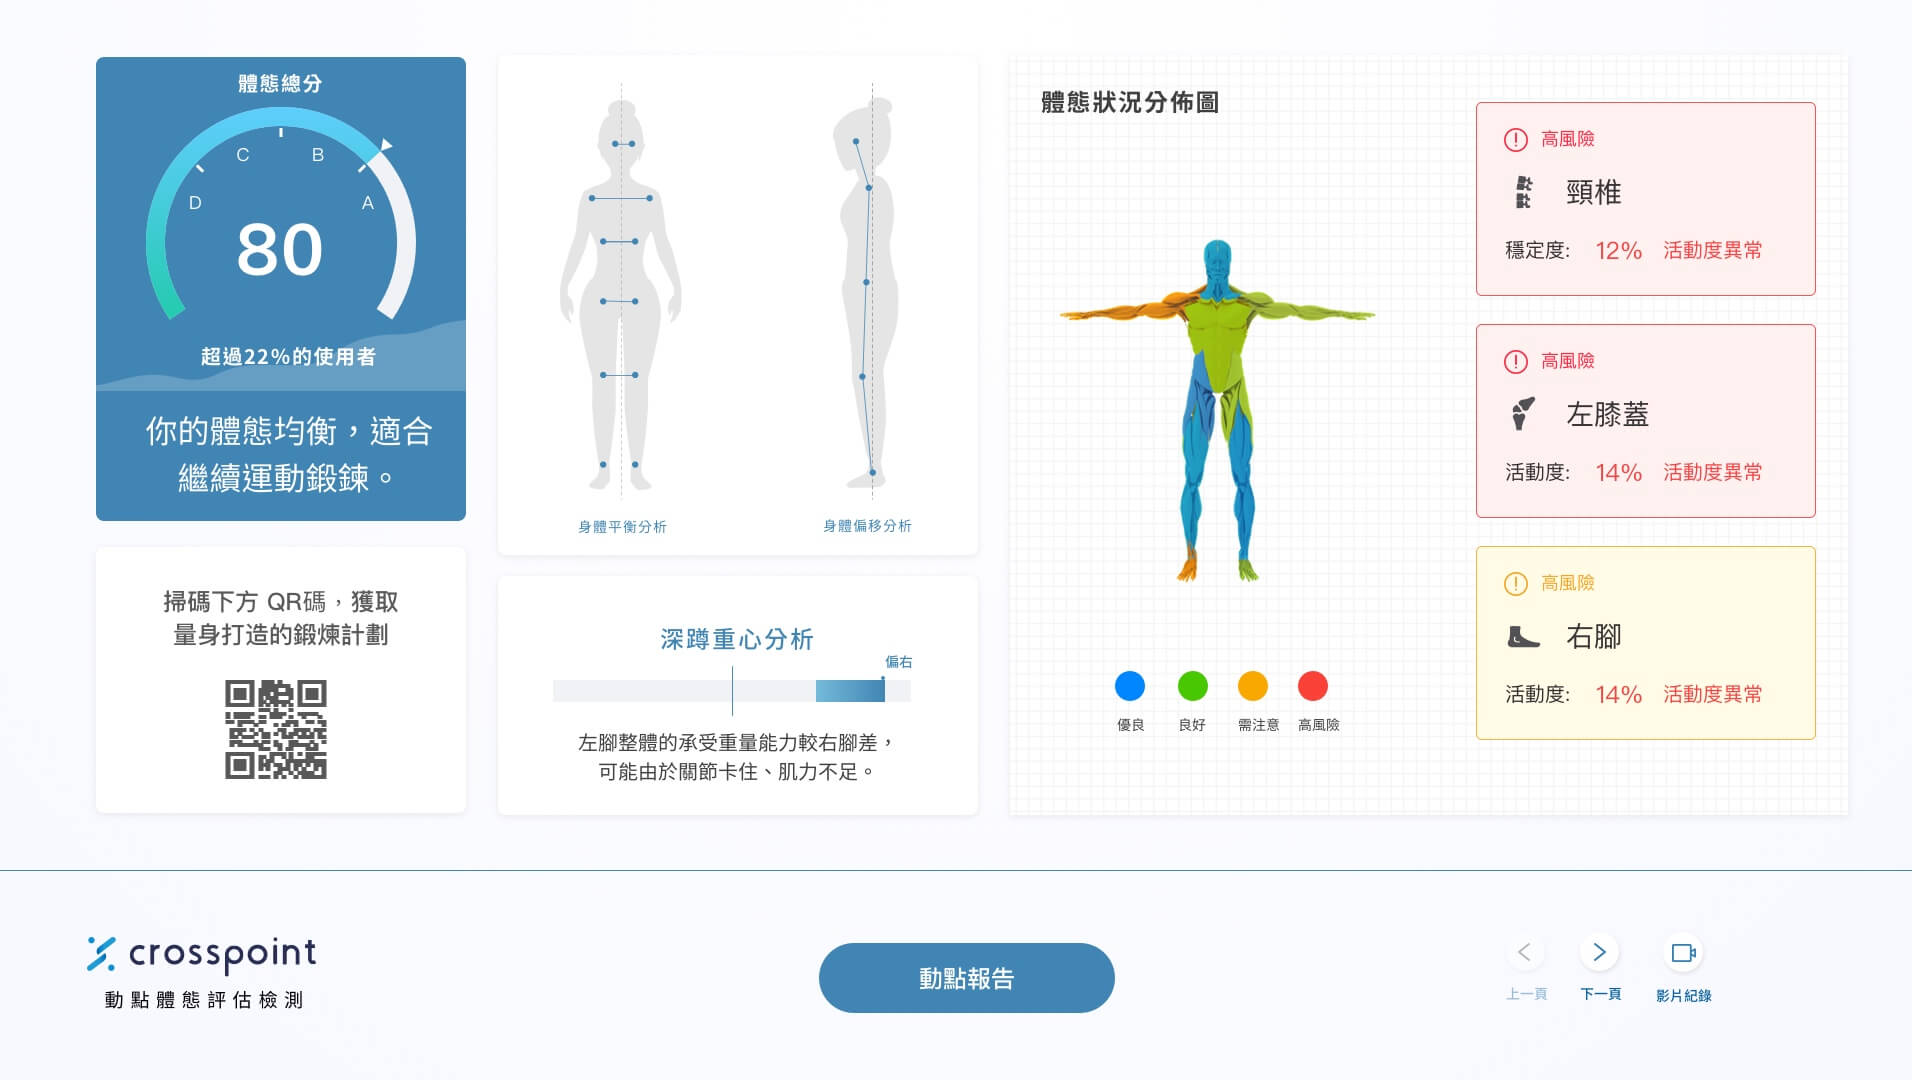 體態總分
C
B
D
A
80
超過22%的使用者
你的體態均衡，適合
繼續運動鍛鍊。
掃碼下方 QR碼，獲取
量身打造的鍛煉計劃
身體平衡分析
身體偏移分析
深蹲重心分析
偏右
左腳整體的承受重量能力較右腳差，
可能由於關節卡住、肌力不足。
體態狀況分佈圖
優良
良好
需注意
高風險
高風險
頸椎
穩定度: 12% 活動度異常
高風險
左膝蓋
活動度: 14% 活動度異常
高風險
右腳
活動度: 14% 活動度異常
crosspoint
動點體態評估檢測
動點報告
上一頁
下一頁
影片紀錄